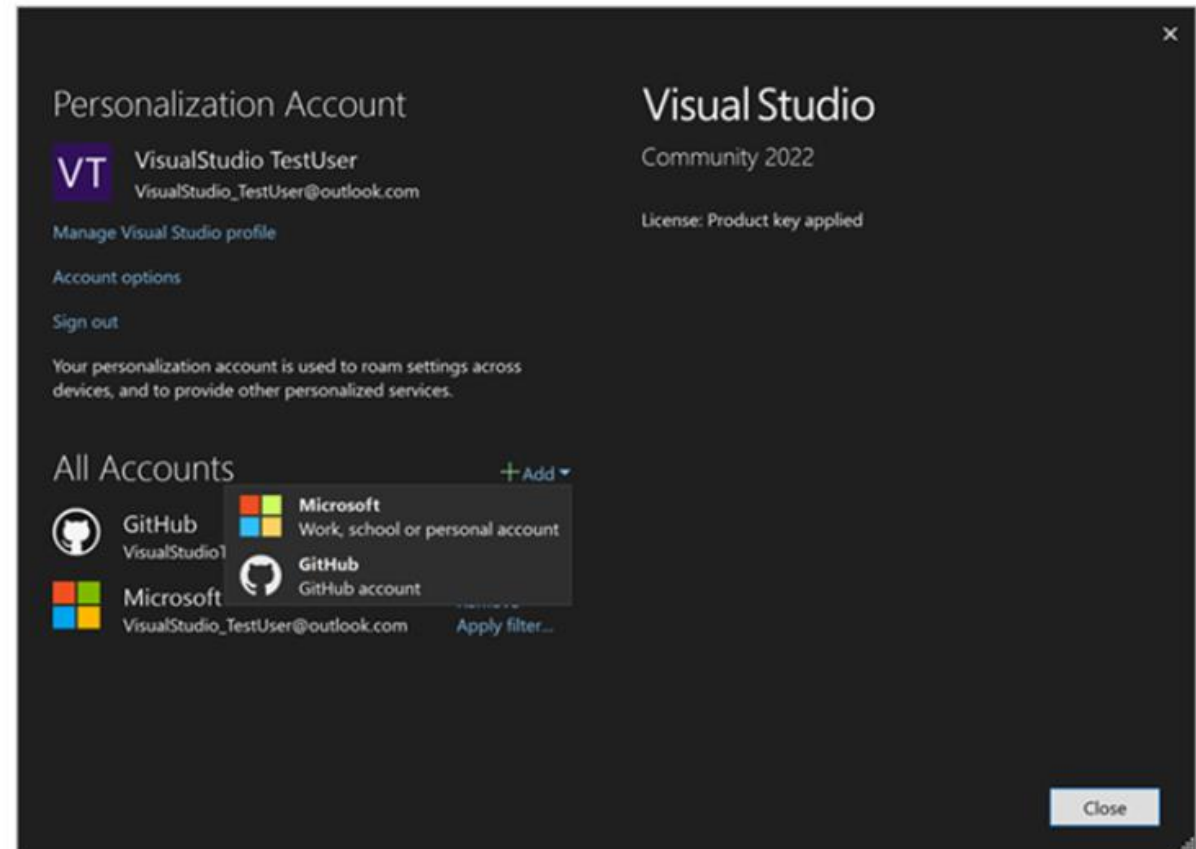 Personalization Account
VT
VisualStudio TestUser
VisualStudio_TestUser@outlook.com
Manage Visual Studio profile
Account options
Sign out
Your personalization account is used to roam settings across
devices, and to provide other personalized services.
All Accounts
Add
GitHub
VisualStudioT
Microsoft
Work, school or personal account
GitHub
GitHub account
Microsoft
VisualStudio_TestUser@outlook.com
Apply filter...
Visual Studio
Community 2022
License: Product key applied
Close